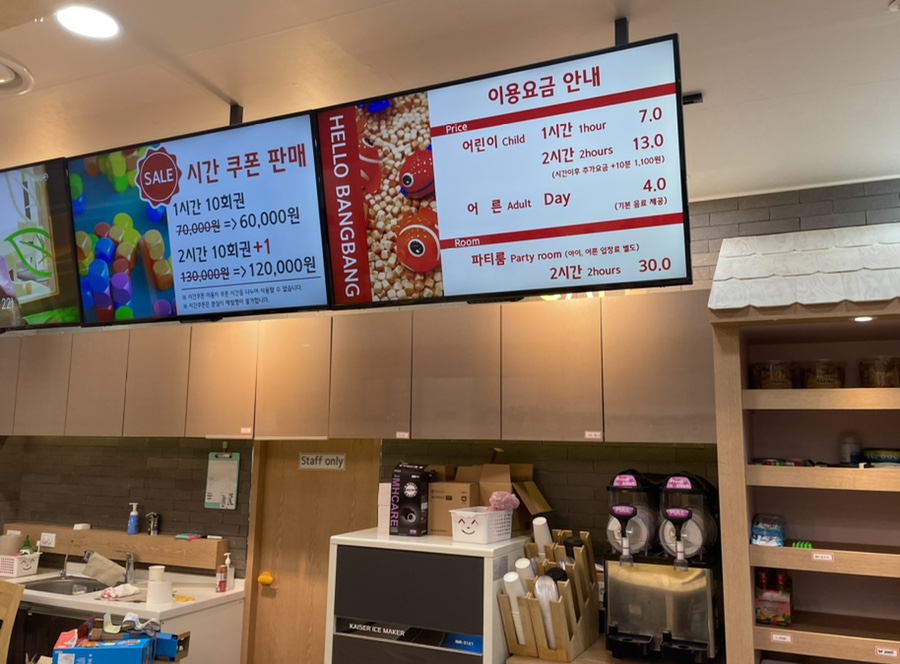 22
SALE
시간 쿠폰 판매
1시간 10회권
70,000원 => 60,000원
2시간 10회권+1
130,000원 => 120,000원
HELLO BANGBANG
이용요금 안내
Price
어린이 Child 1시간 1hour 7.0
2시간 2hours 13.0
(시간이후 추가요금 +10분 1,100원)
어 른 Adult Day 4.0
(기본 음료 제공)
Room
파티룸 Party room (아이, 어른 입장료 별도)
2시간 2hours 30.0
Staff only
IMHCARE
KAISER ICE MAKER
PULL
PULL